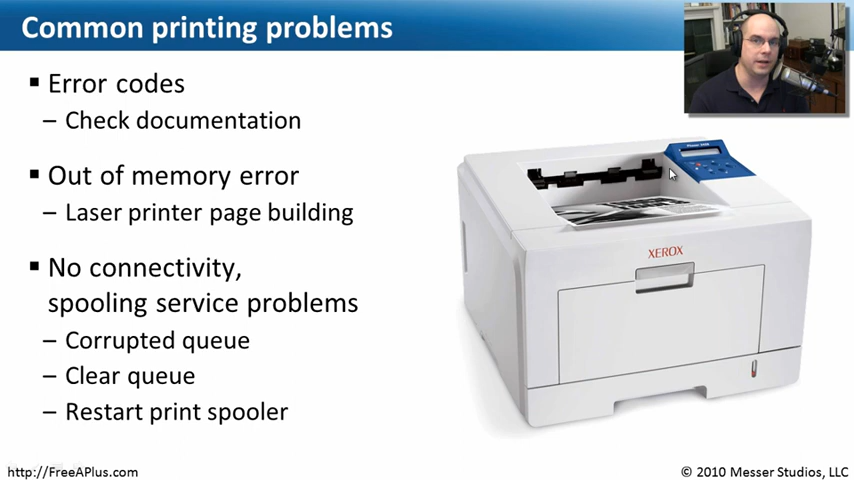 Common printing problems
▪ Error codes
– Check documentation
▪ Out of memory error
– Laser printer page building
▪ No connectivity,
spooling service problems
– Corrupted queue
– Clear queue
– Restart print spooler
XEROX
http://FreeAPlus.com
© 2010 Messer Studios, LLC